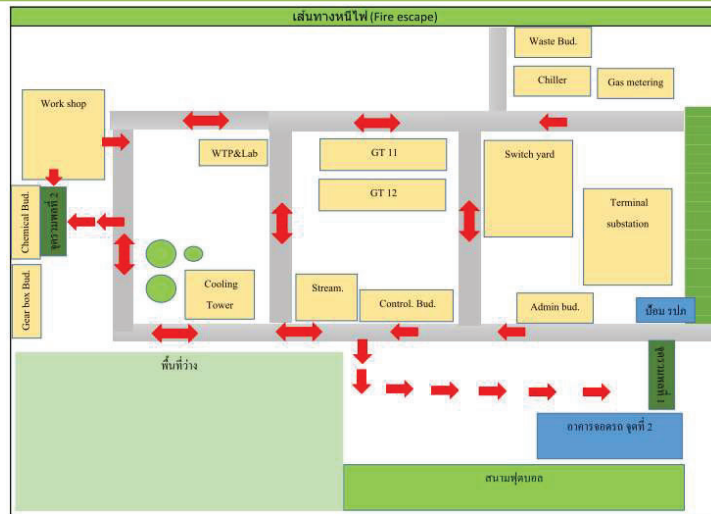 เส้นทางหนีไฟ (Fire escape)
Waste Bud.
Chiller
Gas metering
Work shop
WTP&Lab
GT 11
GT 12
Switch yard
Terminal
substation
Chemical Bud.
จุดรวมพลที่ 2
Gear box Bud.
Cooling
Tower
Stream.
Control. Bud.
Admin bud.
ป้อม รปภ
พื้นที่ว่าง
จุดรวมพลที่ 1
อาคารจอดรถ จุดที่ 2
สนามฟุตบอล